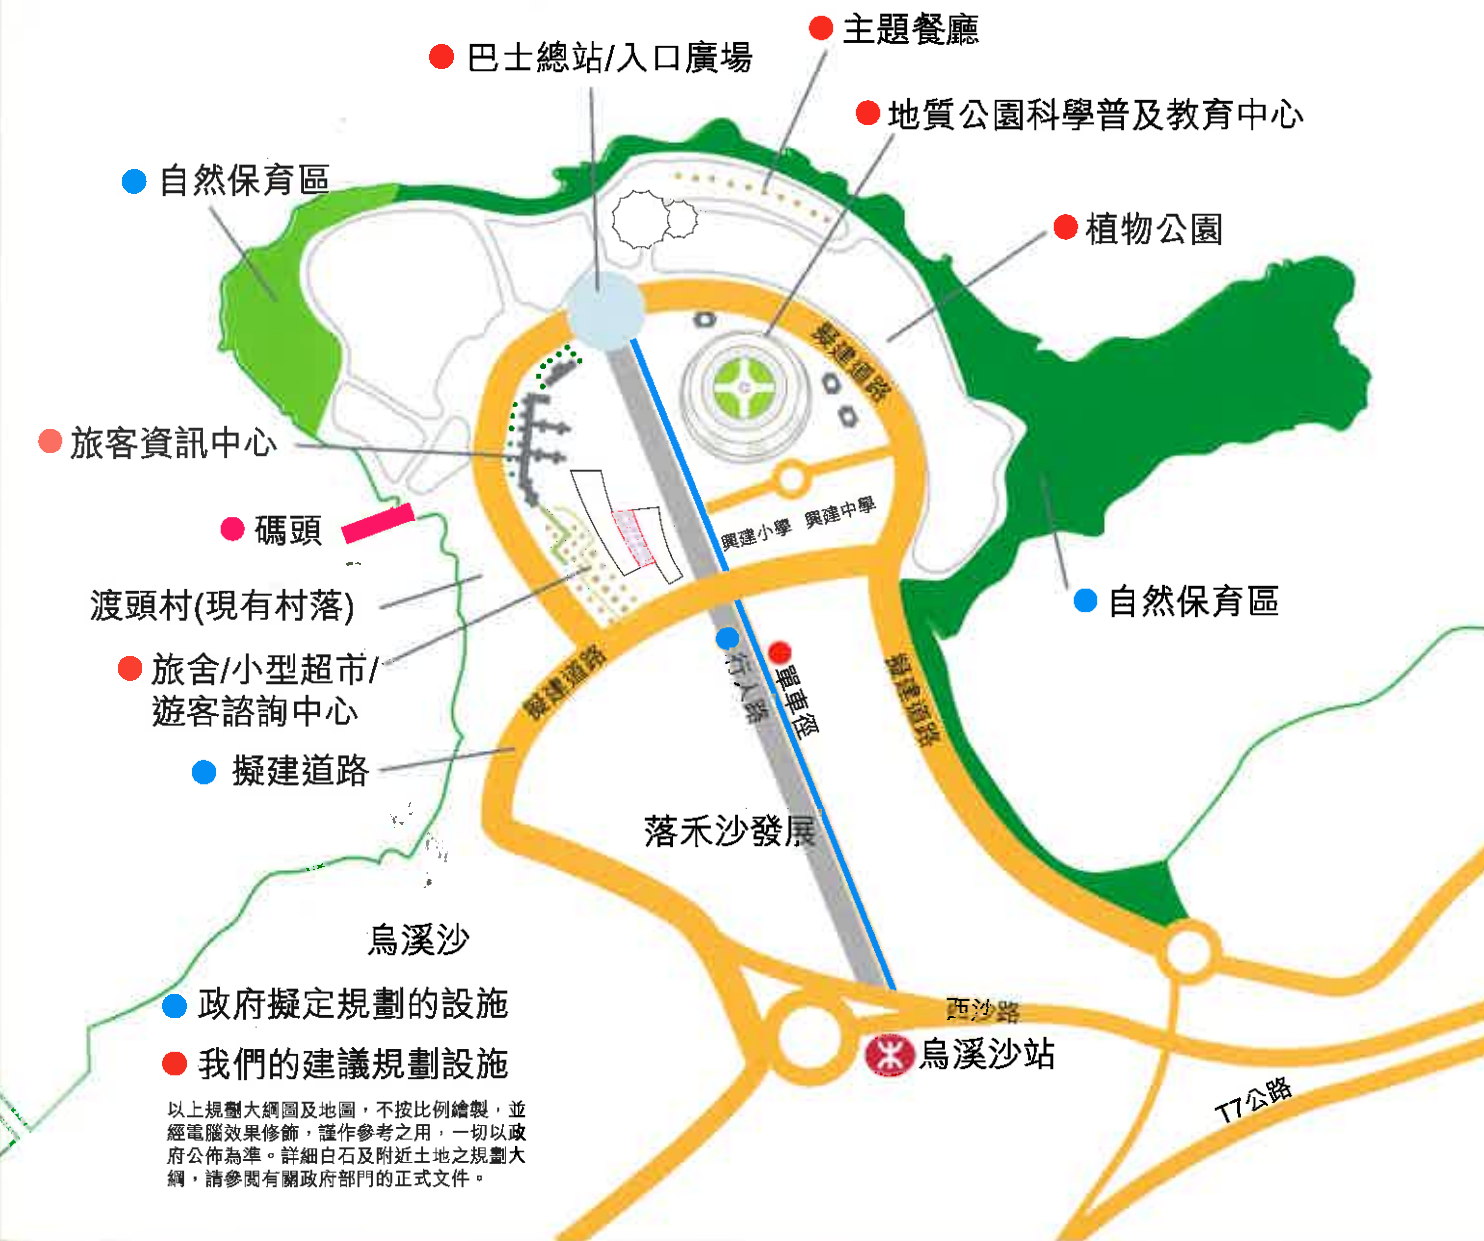 主題餐廳
巴士總站/入口廣場
地質公園科學普及教育中心
自然保育區
植物公園
擬建道路
旅客資訊中心
碼頭
興建小學 興建中學
渡頭村(現有村落)
自然保育區
旅舍/小型超市/
遊客諮詢中心
擬建道路
行人路
單車徑
擬建道路
擬建道路
落禾沙發展
烏溪沙
政府擬定規劃的設施
西沙路
烏溪沙站
我們的建議規劃設施
T7公路
以上規劃大綱圖及地圖，不按比例繪製，並
經電腦效果修飾，謹作參考之用，一切以政
府公佈為準。詳細白石及附近土地之規劃大
綱，請參閱有關政府部門的正式文件。